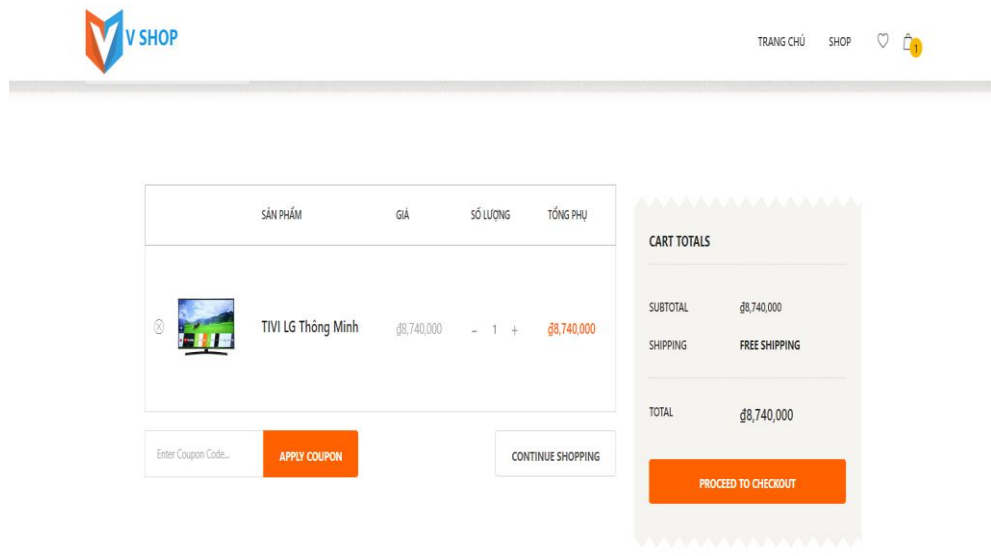 V SHOP
TRANG CHỦ SHOP 1
SẢN PHẨM GIÁ SỐ LƯỢNG TỔNG PHỤ
TIVI LG Thông Minh ₫8,740,000 – 1 + ₫8,740,000
Enter Coupon Code... APPLY COUPON CONTINUE SHOPPING
CART TOTALS
SUBTOTAL ₫8,740,000
SHIPPING FREE SHIPPING
TOTAL ₫8,740,000
PROCEED TO CHECKOUT